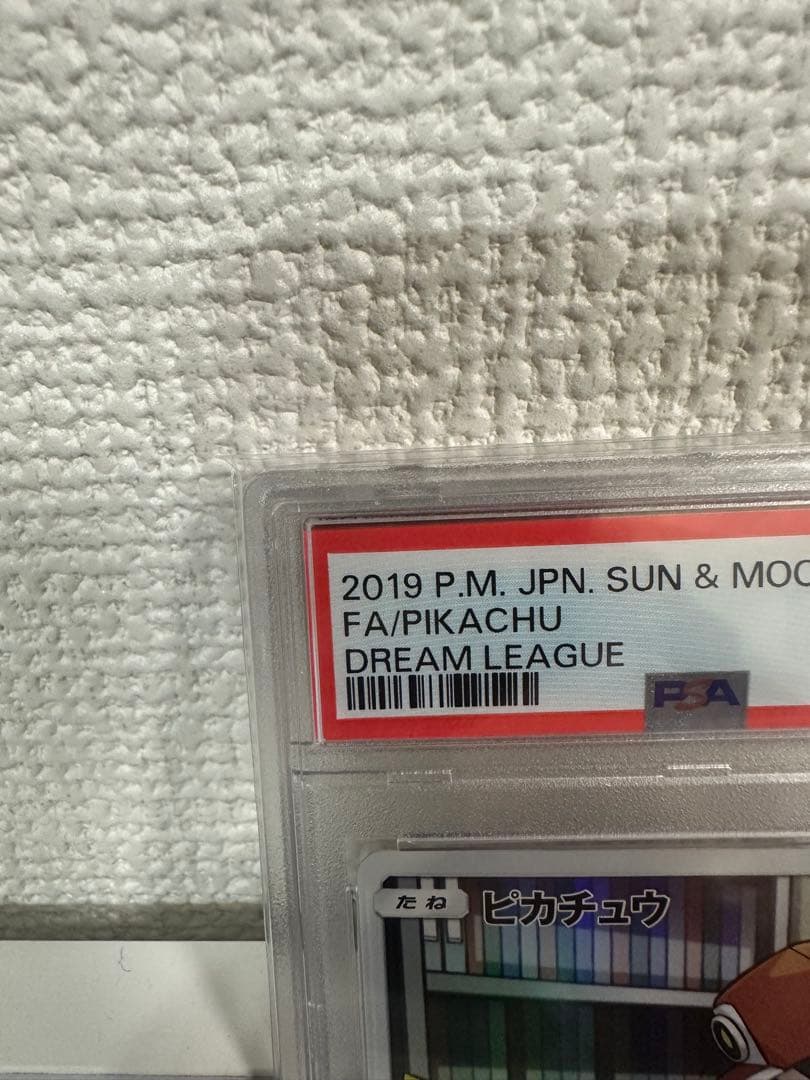 2019 P.M. JPN. SUN & MOO
FA/PIKACHU
DREAM LEAGUE
PSA
たね ピカチュウ